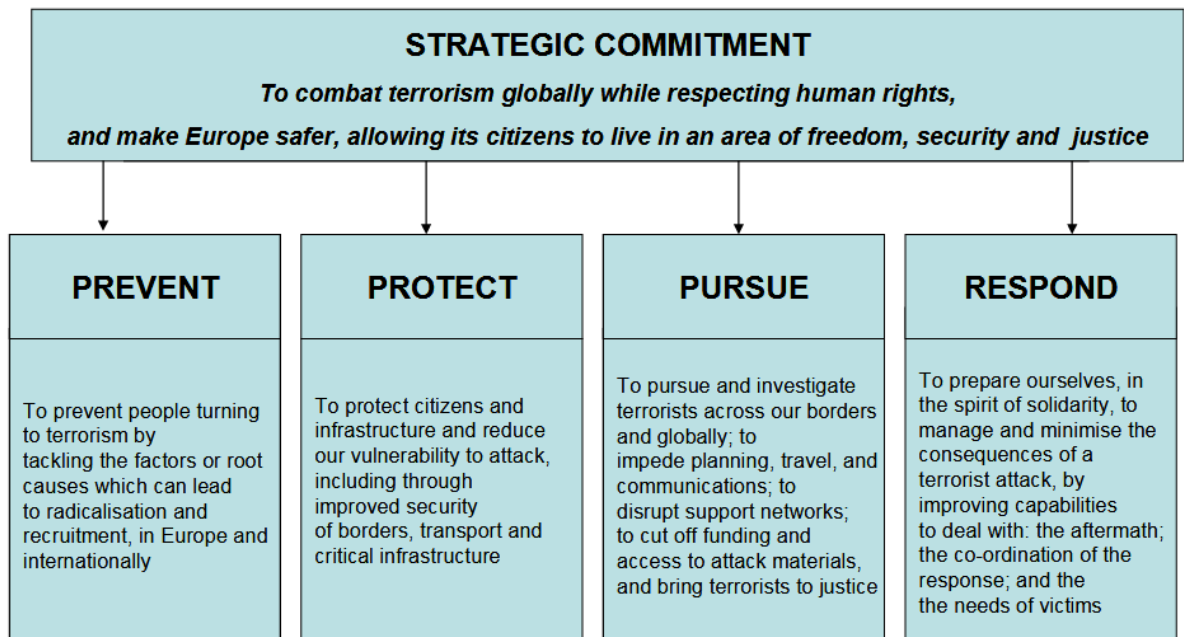 STRATEGIC COMMITMENT
To combat terrorism globally while respecting human rights,
and make Europe safer, allowing its citizens to live in an area of freedom, security and justice
PREVENT
To prevent people turning
to terrorism by
tackling the factors or root
causes which can lead
to radicalisation and
recruitment, in Europe and
internationally
PROTECT
To protect citizens and
infrastructure and reduce
our vulnerability to attack,
including through
improved security
of borders, transport and
critical infrastructure
PURSUE
To pursue and investigate
terrorists across our borders
and globally; to
impede planning, travel, and
communications; to
disrupt support networks;
to cut off funding and
access to attack materials,
and bring terrorists to justice
RESPOND
To prepare ourselves, in
the spirit of solidarity, to
manage and minimise the
consequences of a
terrorist attack, by
improving capabilities
to deal with: the aftermath;
the co-ordination of the
response; and the
the needs of victims